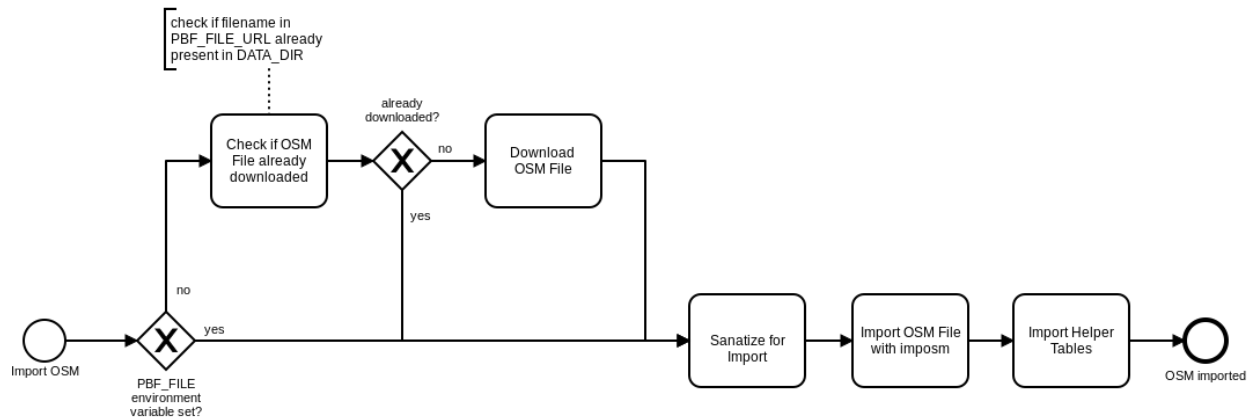 check if filename in
PBF_FILE_URL already
present in DATA_DIR
already
downloaded?
Check if OSM
File already
downloaded
no
Download
OSM File
yes
no
yes
Import OSM
PBF_FILE
environment
variable set?
Sanatize for
Import
Import OSM File
with imposm
Import Helper
Tables
OSM imported